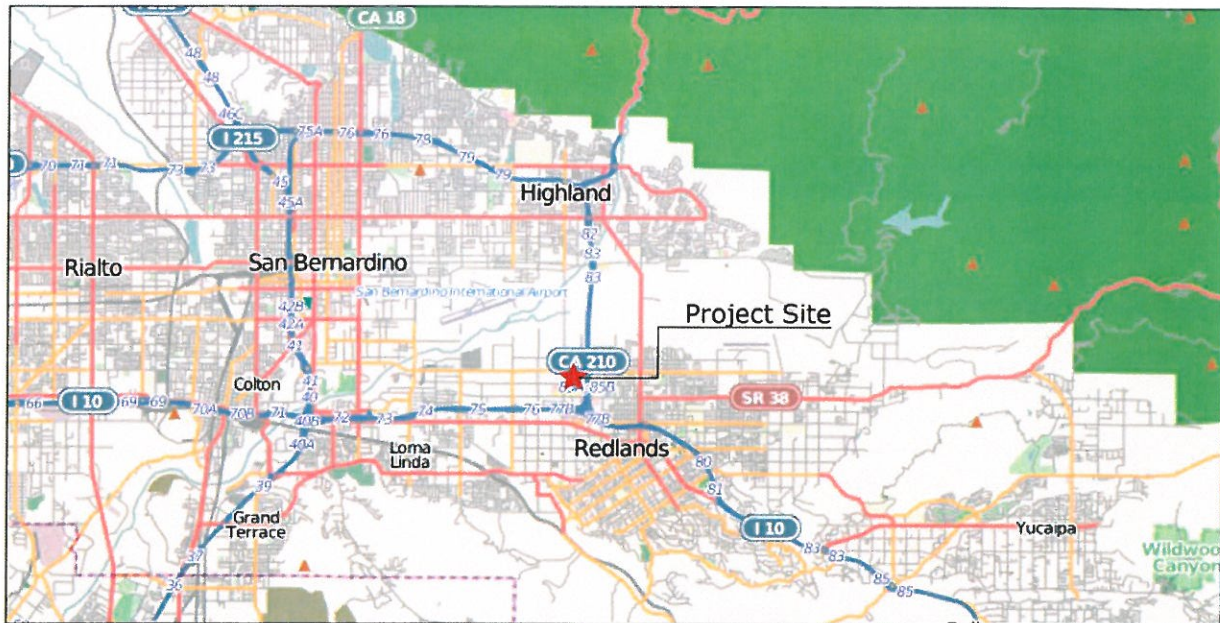 CA 18
48
48
46C
I 215
75A
76
76
78
79
79
70
71
71
73
73
45
45A
Highland
82
83
83
Rialto
San Bernardino
San Bernardino International Airport
42B
42A
41
Project Site
CA 210
85B
Colton
41
40
I 10
66
69
69
70A
70B
71
40B
72
73
74
75
76
77B
77B
SR 38
40A
Loma
Linda
Redlands
80
81
39
Grand
Terrace
I 10
83
83
Yucaipa
Wildwoo
Canyon
37
36
85
85